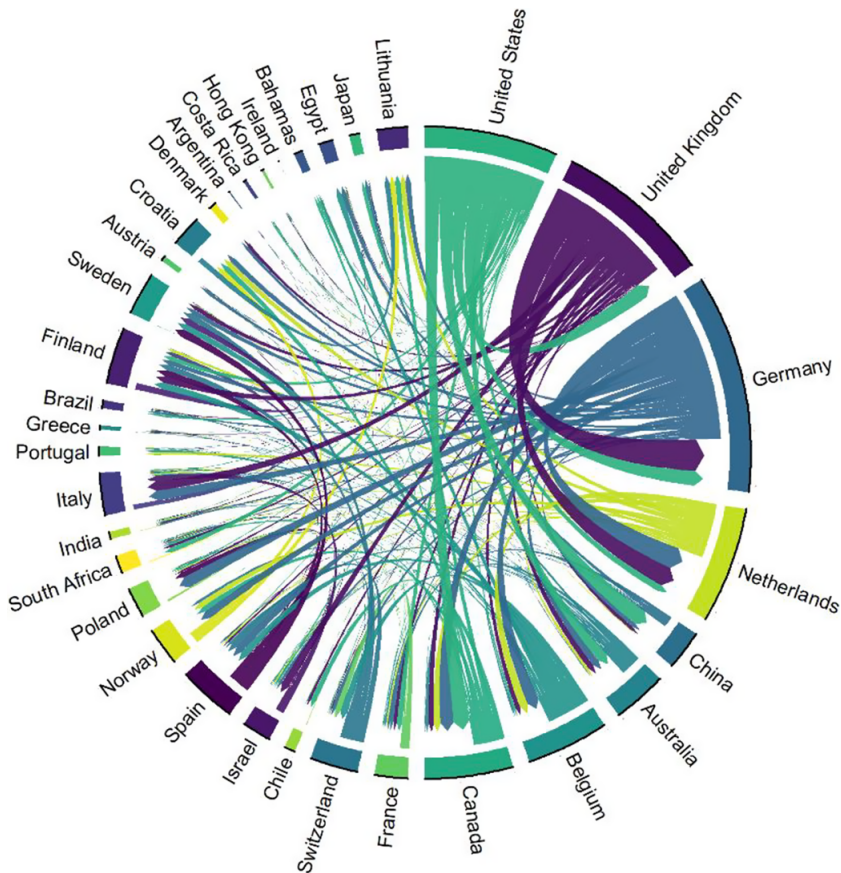 United States
United Kingdom
Germany
Netherlands
China
Australia
Belgium
Canada
France
Switzerland
Chile
Israel
Spain
Norway
Poland
South Africa
India
Italy
Portugal
Greece
Brazil
Finland
Sweden
Austria
Croatia
Denmark
Argentina
Costa Rica
Hong Kong
Ireland
Bahamas
Egypt
Japan
Lithuania